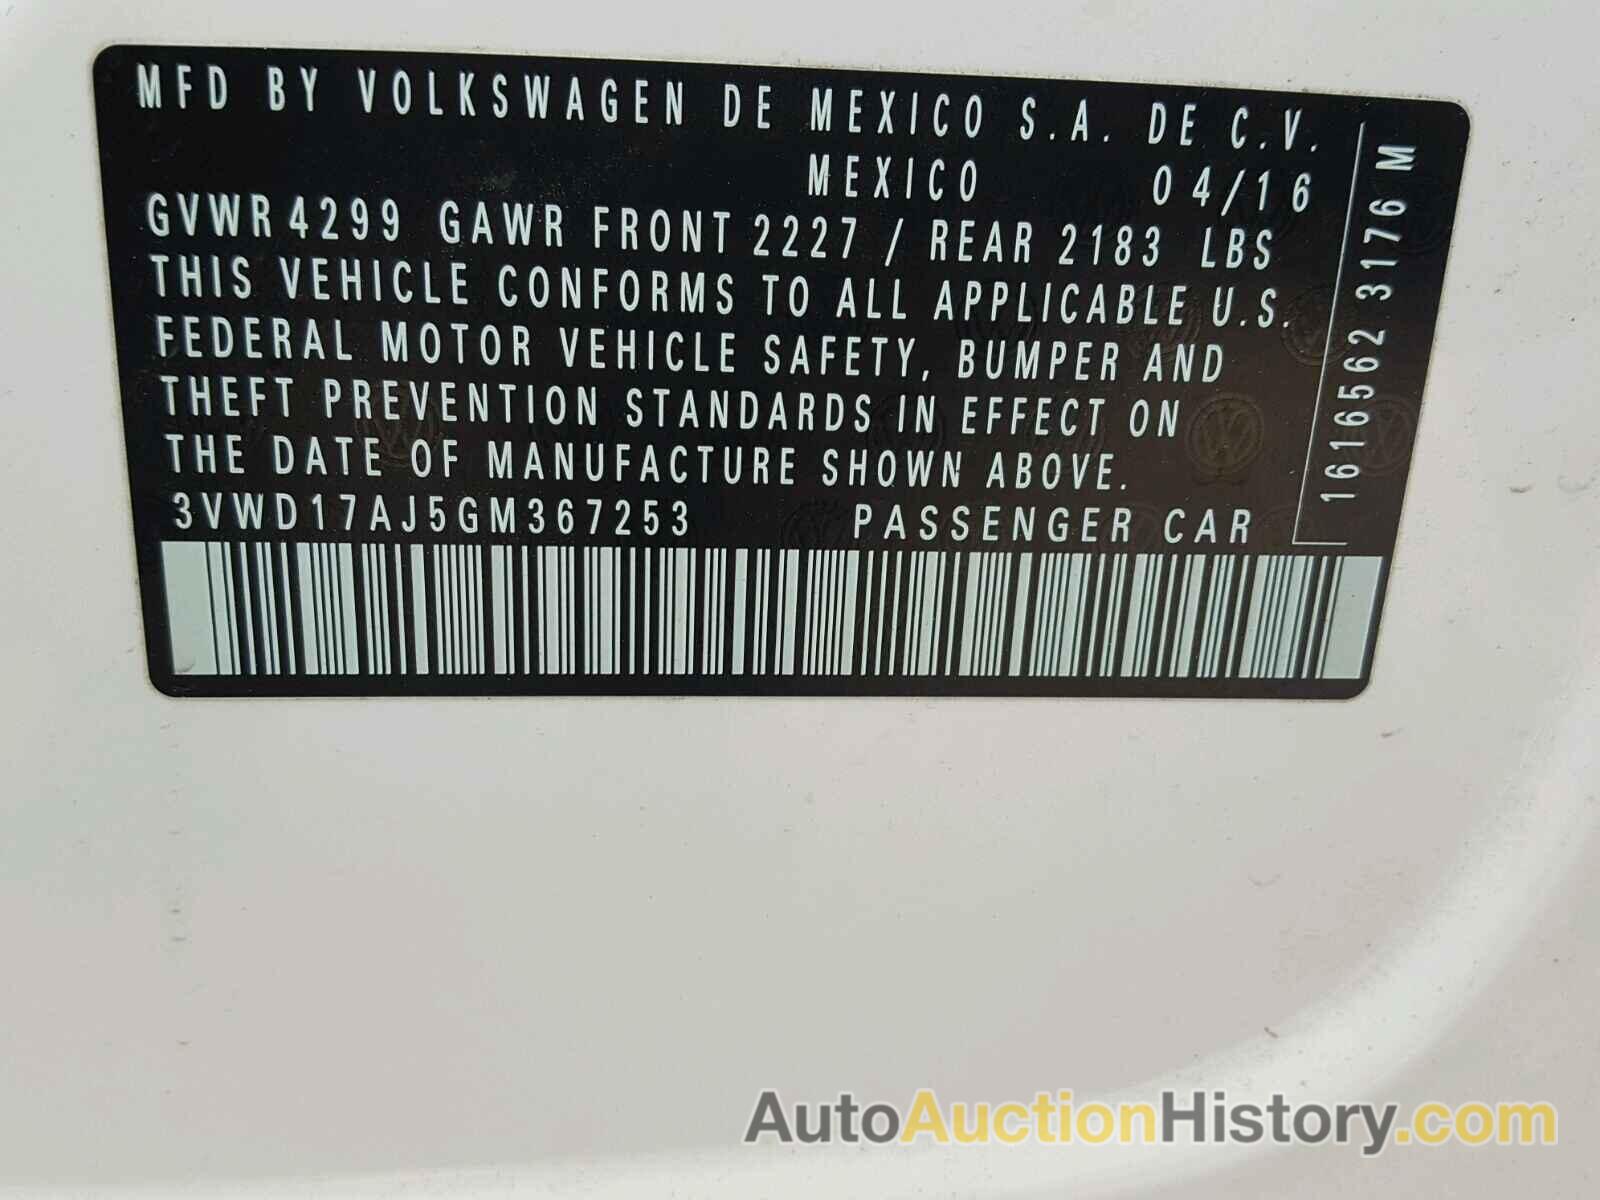 MFD BY VOLKSWAGEN DE MEXICO S.A. DE C.V.
MEXICO 04/16
GVWR 4299 GAWR FRONT 2227 / REAR 2183 LBS
THIS VEHICLE CONFORMS TO ALL APPLICABLE U.S.
FEDERAL MOTOR VEHICLE SAFETY, BUMPER AND
THEFT PREVENTION STANDARDS IN EFFECT ON
THE DATE OF MANUFACTURE SHOWN ABOVE.
3VWD17AJ5GM367253 PASSENGER CAR
1616562 3176 M
AutoAuctionHistory.com